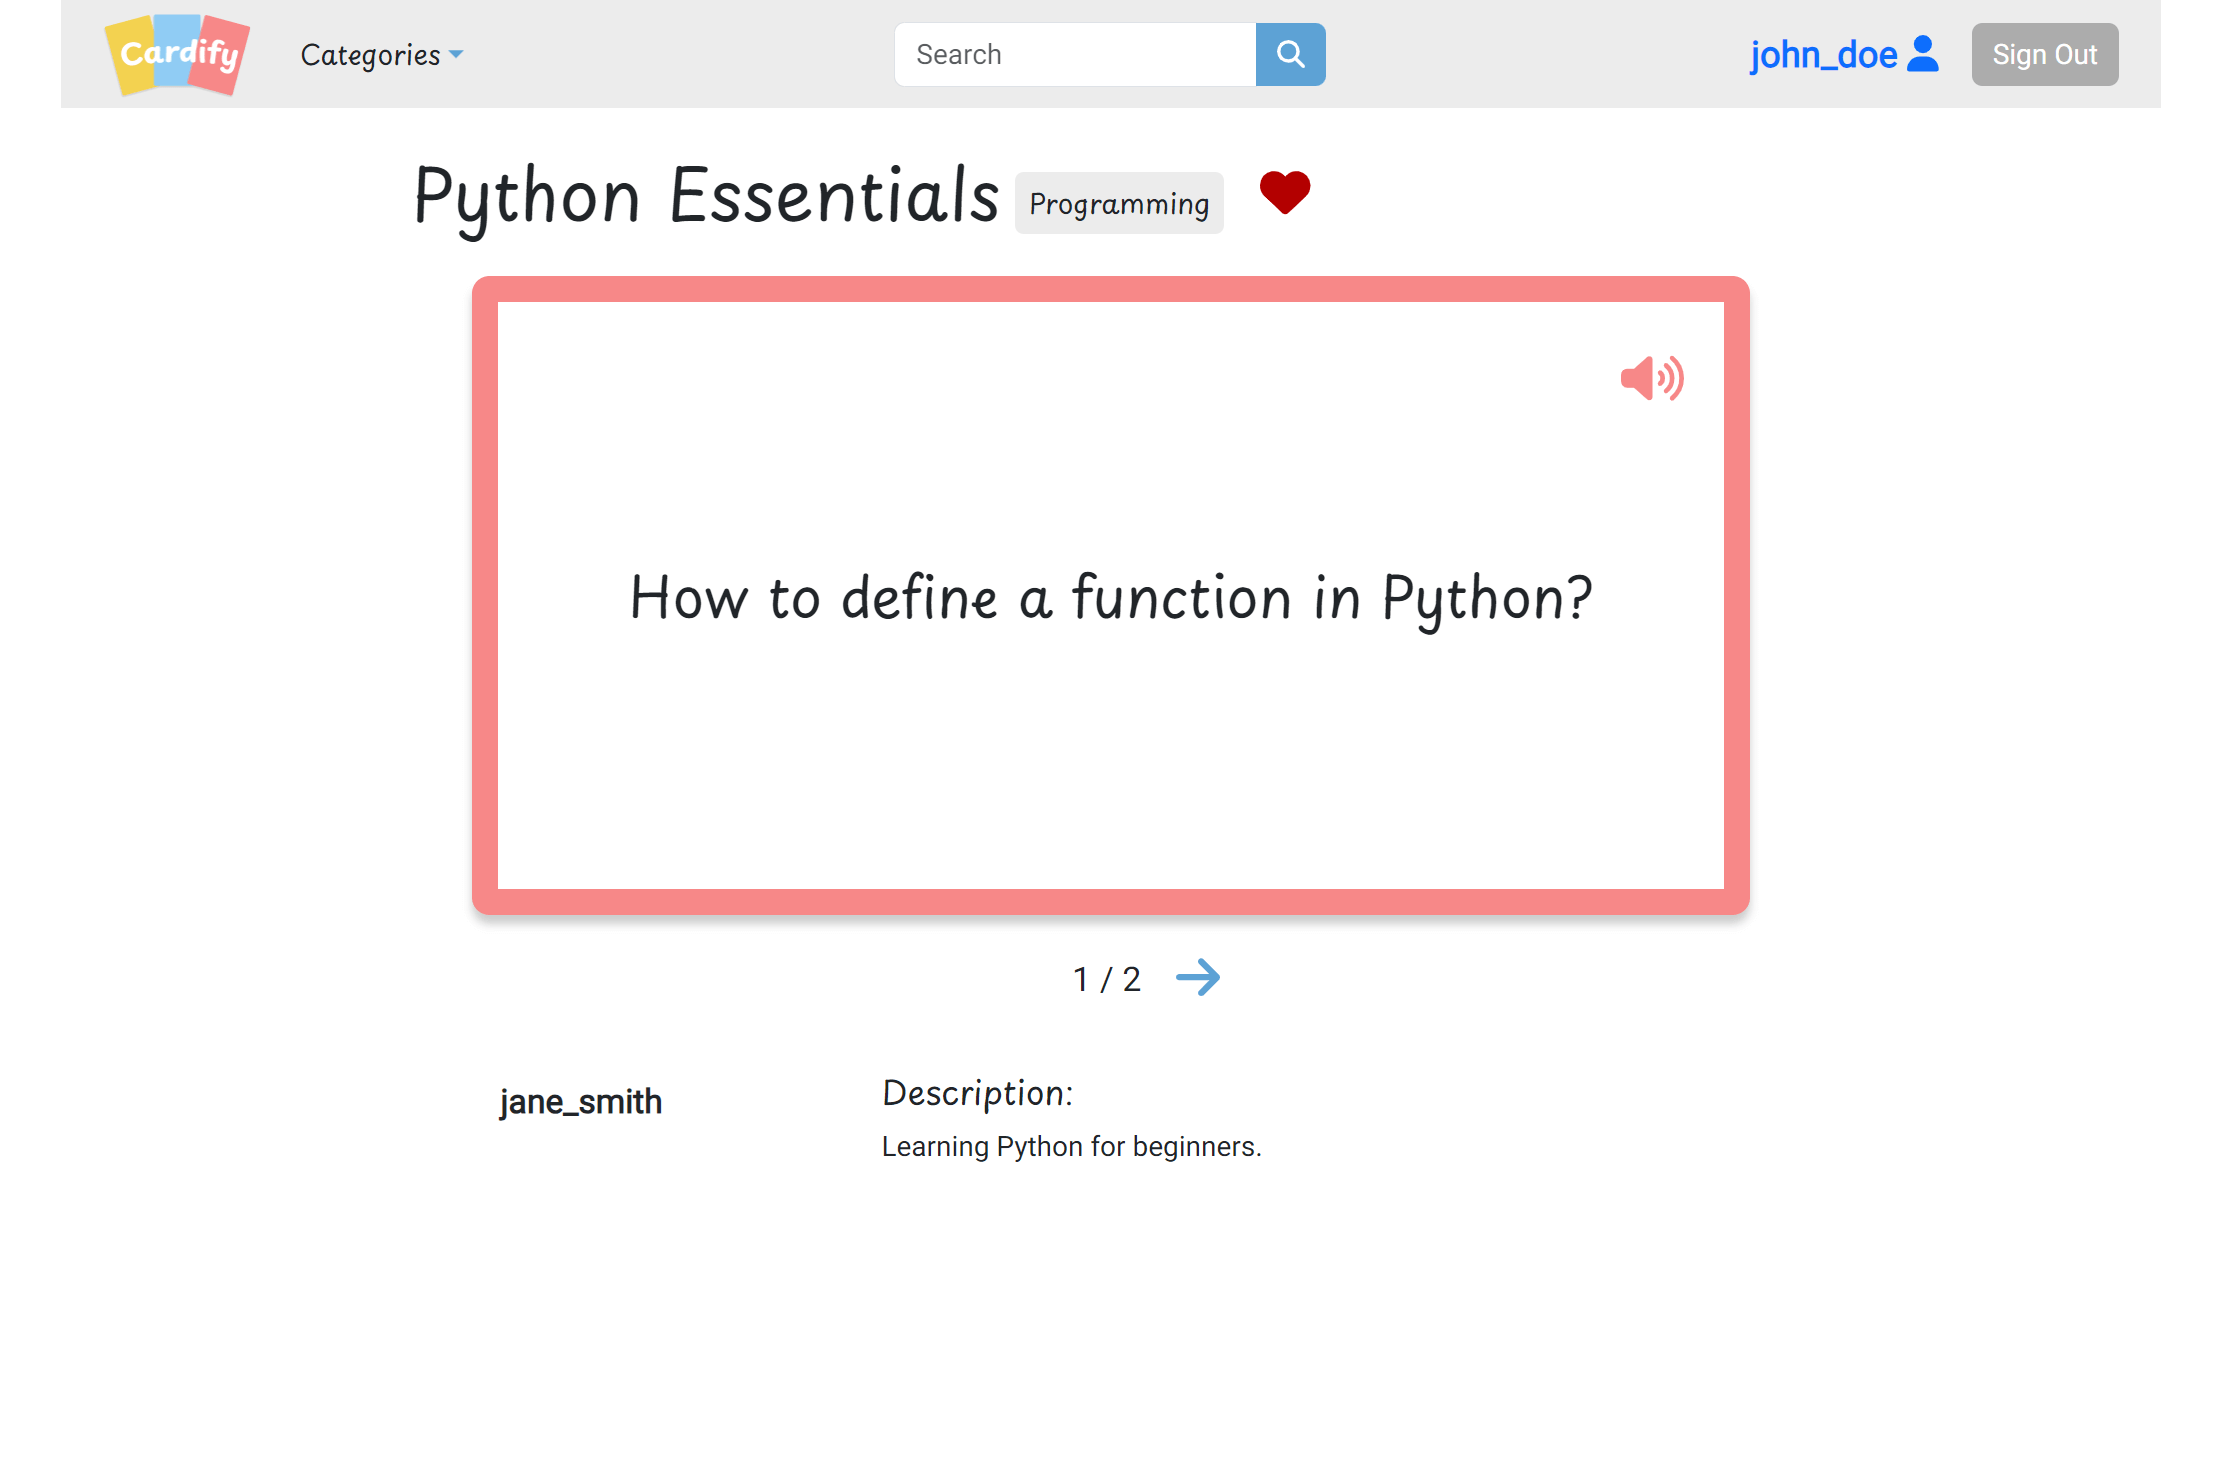 Cardify
Categories
Search
john_doe
Sign Out
Python Essentials
Programming
How to define a function in Python?
1 / 2
jane_smith
Description:
Learning Python for beginners.